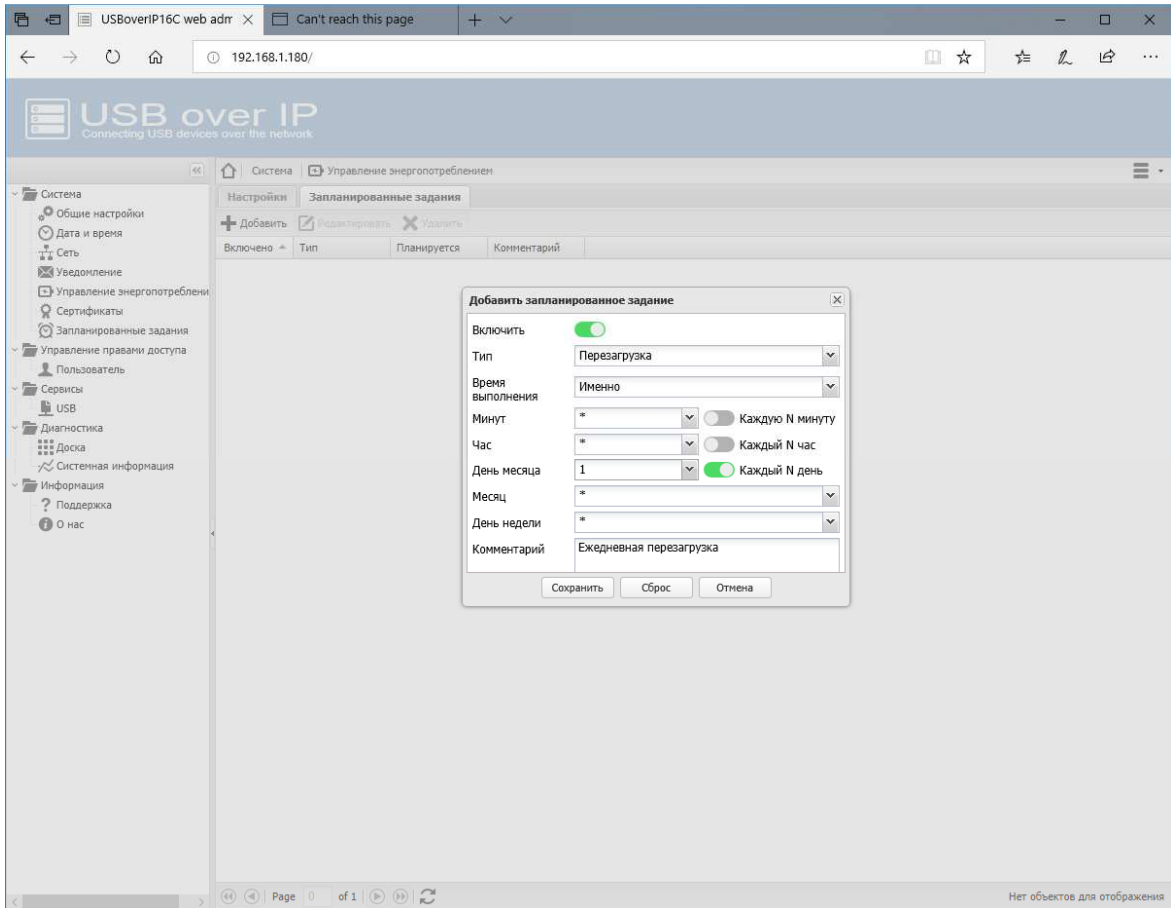 USBoverIP16C web adm
Can't reach this page
192.168.1.180/
USB over IP
Connecting USB devices over the network
Система
Управление энергопотреблением
Система
Общие настройки
Дата и время
Сеть
Уведомление
Управление энергопотреблени
Сертификаты
Запланированные задания
Управление правами доступа
Пользователь
Сервисы
USB
Диагностика
Доска
Системная информация
Информация
Поддержка
О нас
Настройки
Запланированные задания
Добавить
Редактировать
Удалить
Включено
Тип
Планируется
Комментарий
Добавить запланированное задание
Включить
Тип
Перезагрузка
Время
выполнения
Именно
Минут
*
Каждую N минуту
Час
*
Каждый N час
День месяца
1
Каждый N день
Месяц
*
День недели
*
Комментарий
Ежедневная перезагрузка
Сохранить
Сброс
Отмена
Page 0 of 1
Нет объектов для отображения